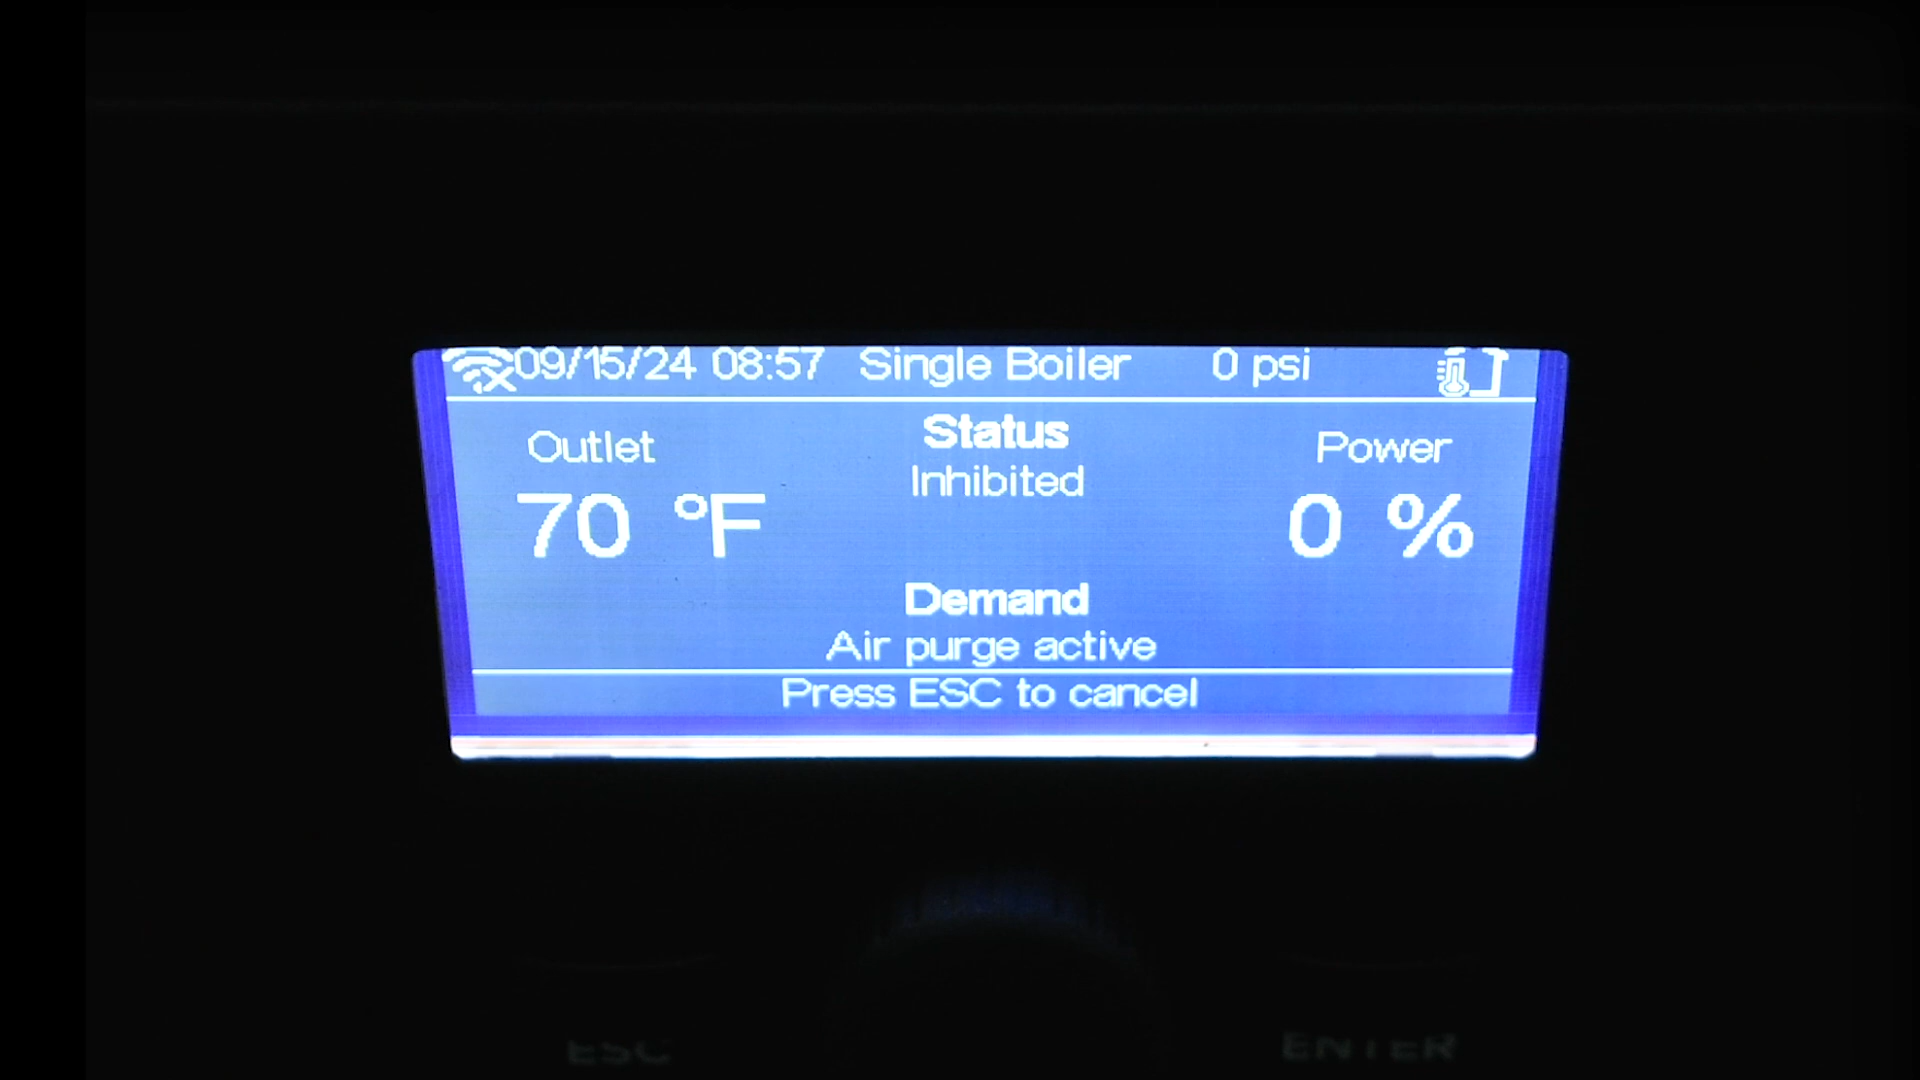 09/15/24 08:57 Single Boiler 0 psi
Status
Outlet Power
Inhibited
70 °F 0 %
Demand
Air purge active
Press ESC to cancel
ESC ENTER